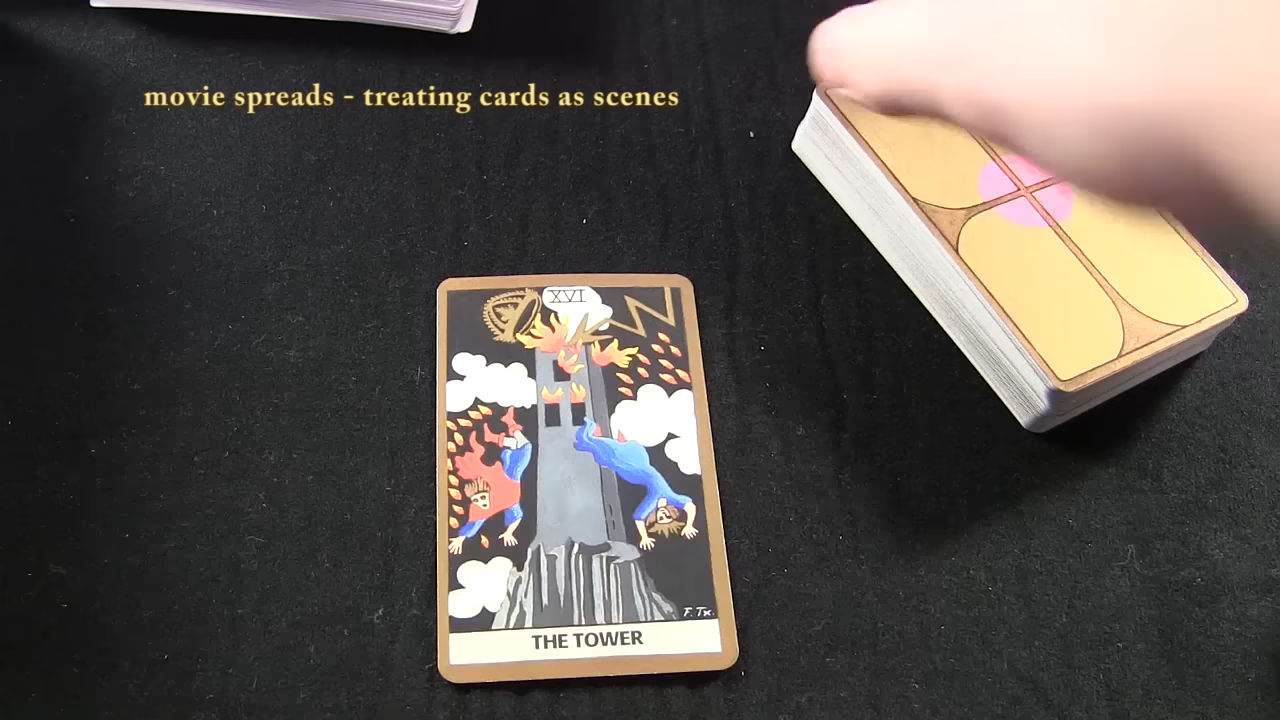 movie spreads - treating cards as scenes
XVI
F. Tx.
THE TOWER